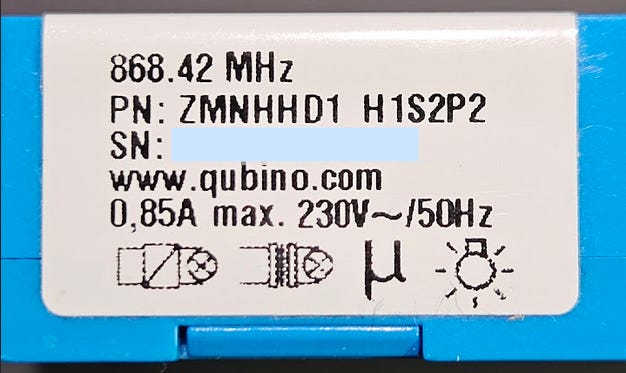 868.42 MHz
PN: ZMNHHD1 H1S2P2
SN:
www.qubino.com
0,85A max. 230V~/50Hz
μ